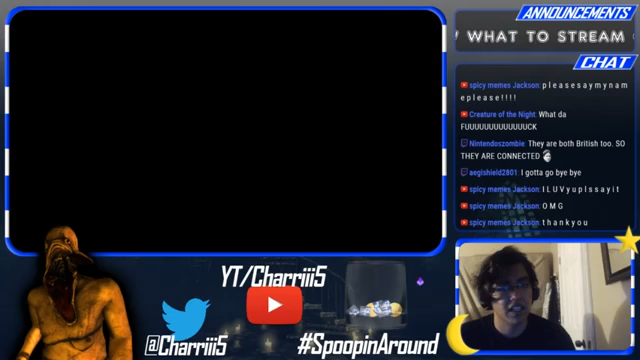 ANNOUNCEMENTS
WHAT TO STREAM
CHAT
spicy memes Jackson: p l e a s e s a y m y n a m
e p l e a s e ! ! ! !
Creature of the Night: What da
FUUUUUUUUUUUUUCK
Nintendoszombie: They are both British too. SO
THEY ARE CONNECTED
aegishield2801: I gotta go bye bye
spicy memes Jackson: I L U V y u p l s s a y i t
spicy memes Jackson: O M G
spicy memes Jackson: t h a n k y o u
YT/Charriii5
@Charriii5
#SpoopinAround